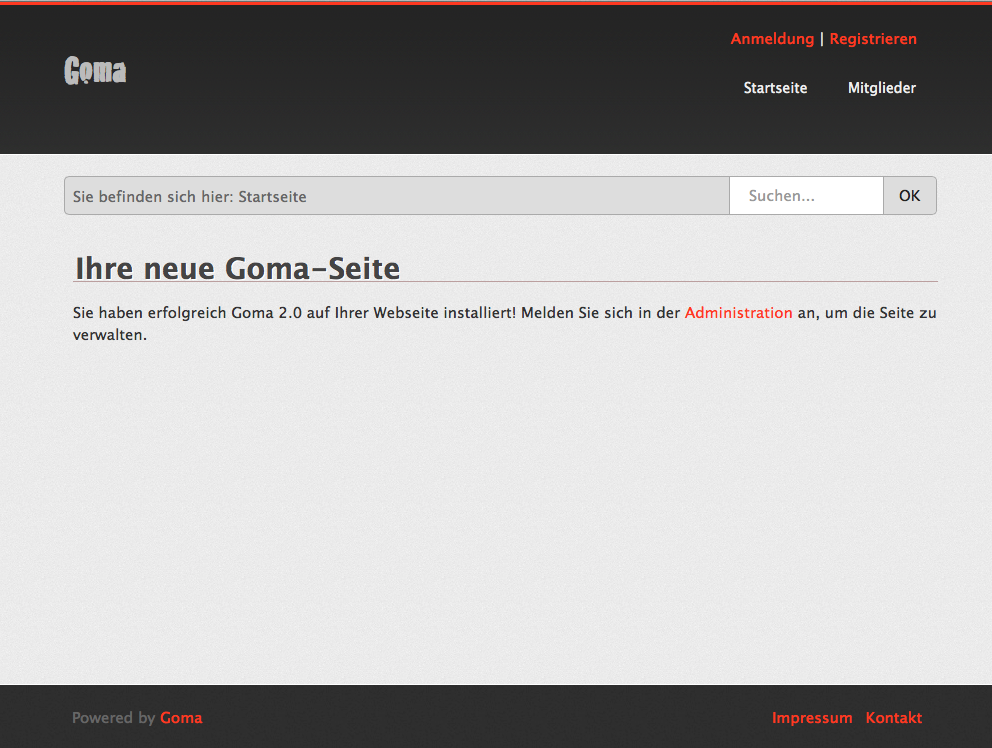 Anmeldung | Registrieren
Goma
Startseite Mitglieder
Sie befinden sich hier: Startseite Suchen... OK
Ihre neue Goma-Seite
Sie haben erfolgreich Goma 2.0 auf Ihrer Webseite installiert! Melden Sie sich in der Administration an, um die Seite zu
verwalten.
Powered by Goma Impressum Kontakt